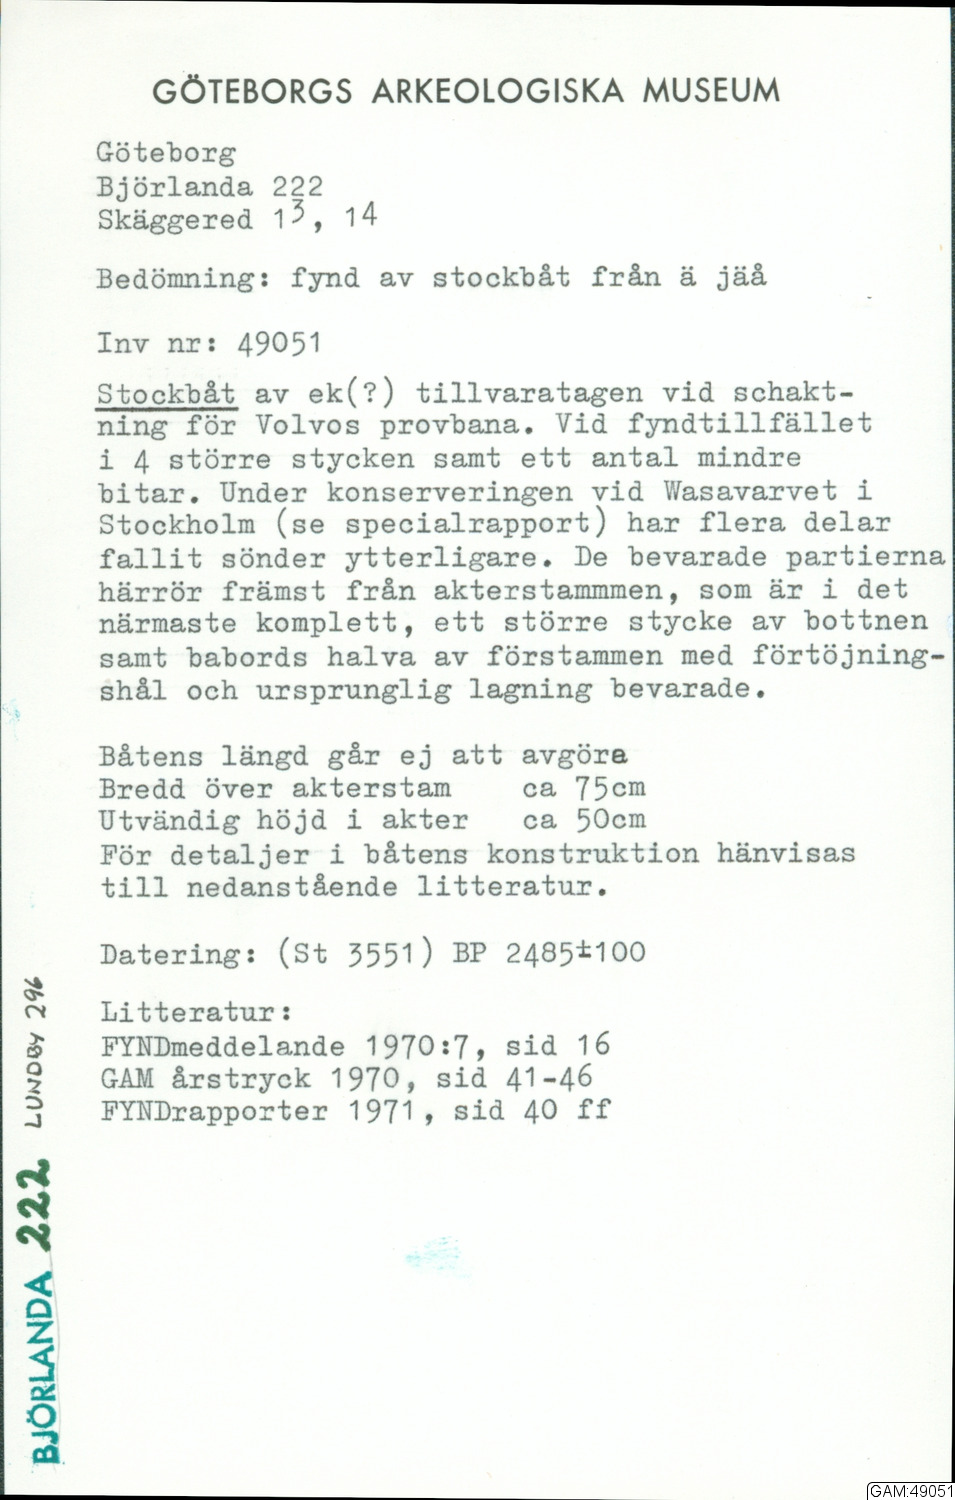 GÖTEBORGS ARKEOLOGISKA MUSEUM
Göteborg
Björlanda 222
Skäggered 13, 14
Bedömning: fynd av stockbåt från ä jäå
Inv nr: 49051
Stockbåt av ek(?) tillvaratagen vid schakt-
ning för Volvos provbana. Vid fyndtillfället
i 4 större stycken samt ett antal mindre
bitar. Under konserveringen vid Wasavarvet i
Stockholm (se specialrapport) har flera delar
fallit sönder ytterligare. De bevarade partierna
härrör främst från akterstammmen, som är i det
närmaste komplett, ett större stycke av bottnen
samt babords halva av förstammen med förtöjning-
shål och ursprunglig lagning bevarade.
Båtens längd går ej att avgöra
Bredd över akterstam ca 75cm
Utvändig höjd i akter ca 50cm
För detaljer i båtens konstruktion hänvisas
till nedanstående litteratur.
Datering: (St 3551) BP 2485±100
Litteratur:
FYNDmeddelande 1970:7, sid 16
GAM årstryck 1970, sid 41-46
FYNDrapporter 1971, sid 40 ff
BJÖRLANDA 222 LUNDBY 296
GAM:49051